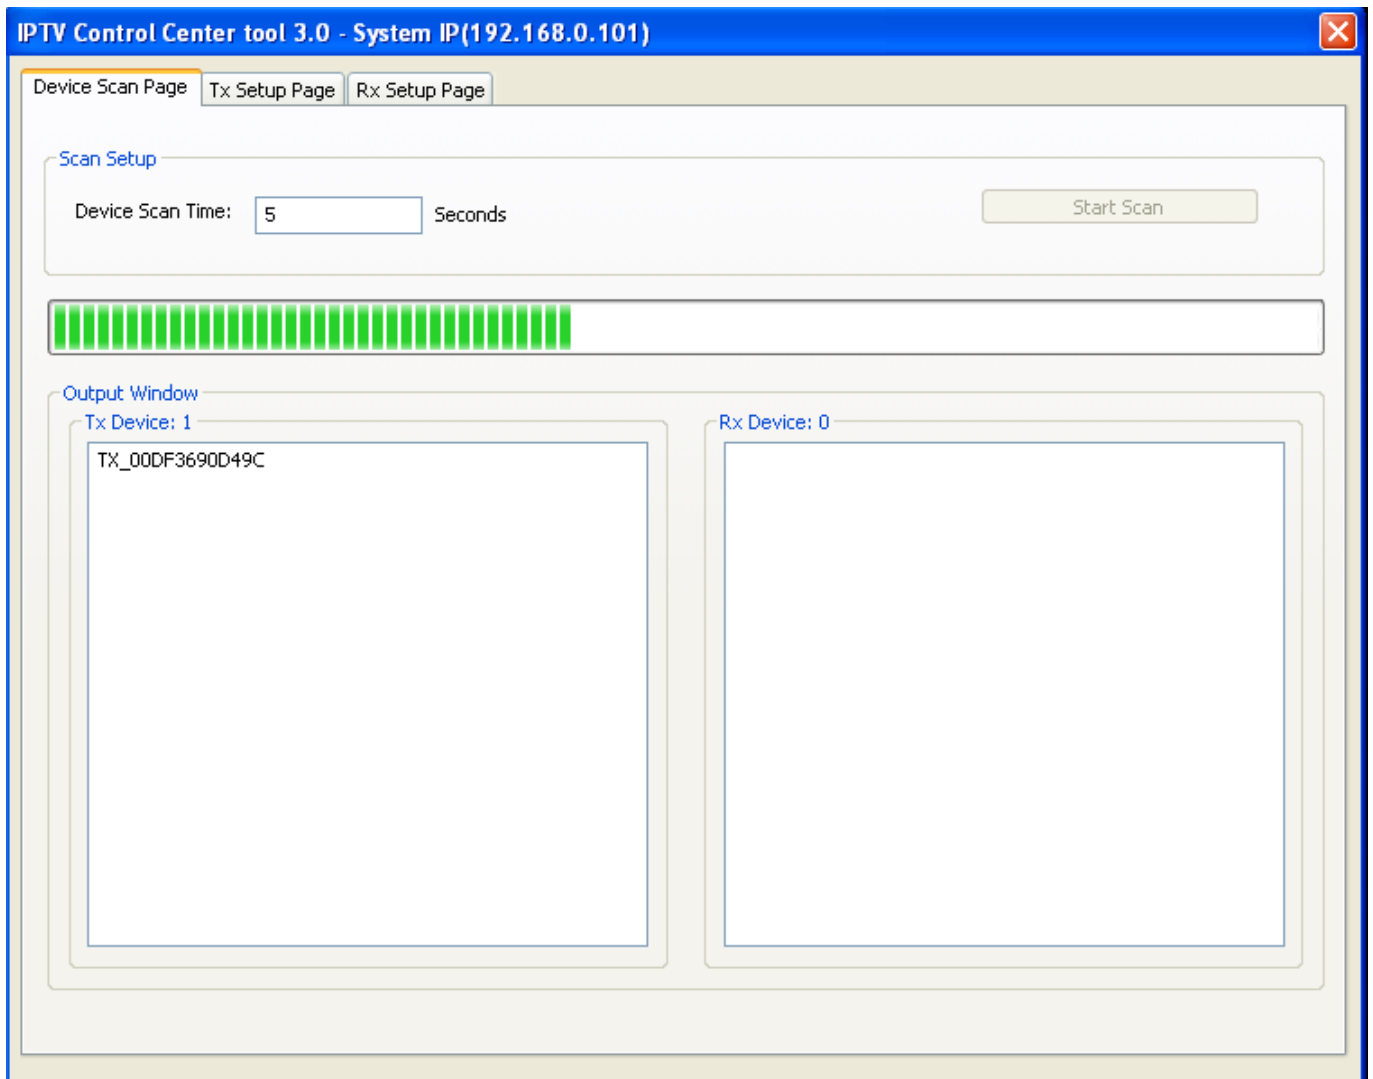 IPTV Control Center tool 3.0 - System IP(192.168.0.101)
Device Scan Page
Tx Setup Page
Rx Setup Page
Scan Setup
Device Scan Time:
5
Seconds
Start Scan
Output Window
Tx Device: 1
Rx Device: 0
TX_00DF3690D49C